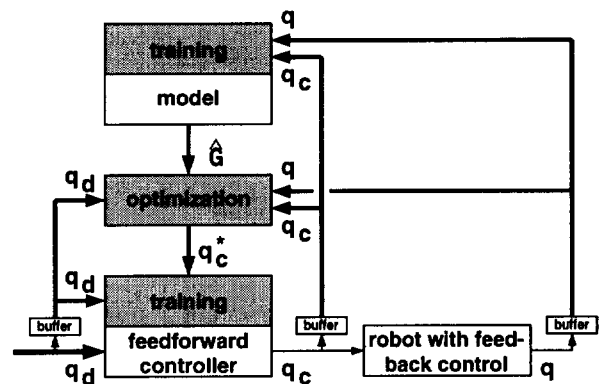 q
training
q_c
model
Ĝ
q_d
q
optimization
q_c
q_c^*
q_d
training
buffer
buffer
buffer
feedforward
controller
robot with feed-
back control
q_d
q_c
q